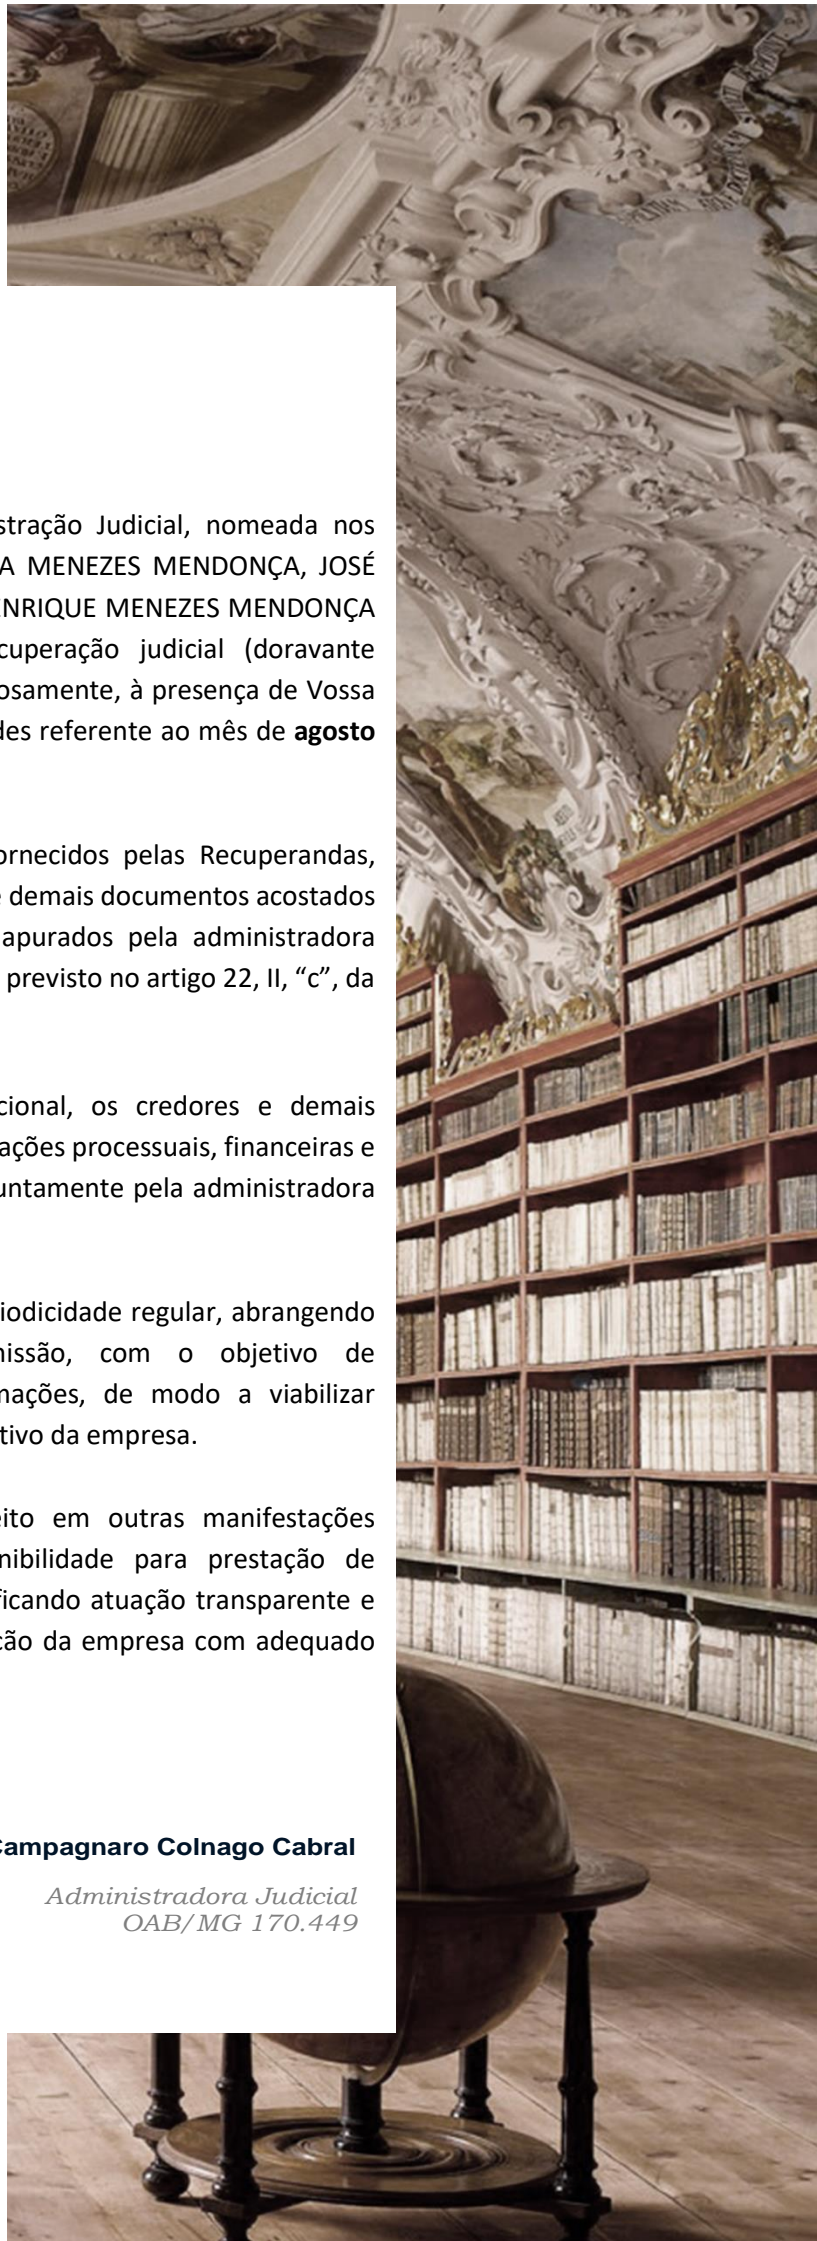 stração Judicial, nomeada nos
A MENEZES MENDONÇA, JOSÉ
ENRIQUE MENEZES MENDONÇA
cuperação judicial (doravante
osamente, à presença de Vossa
des referente ao mês de agosto
ornecidos pelas Recuperandas,
e demais documentos acostados
apurados pela administradora
previsto no artigo 22, II, “c”, da
cional, os credores e demais
ações processuais, financeiras e
untamente pela administradora
iodicidade regular, abrangendo
nissão, com o objetivo de
mações, de modo a viabilizar
tivo da empresa.
eito em outras manifestações
nibilidade para prestação de
ficando atuação transparente e
ção da empresa com adequado
Campagnaro Colnago Cabral
Administradora Judicial
OAB/MG 170.449